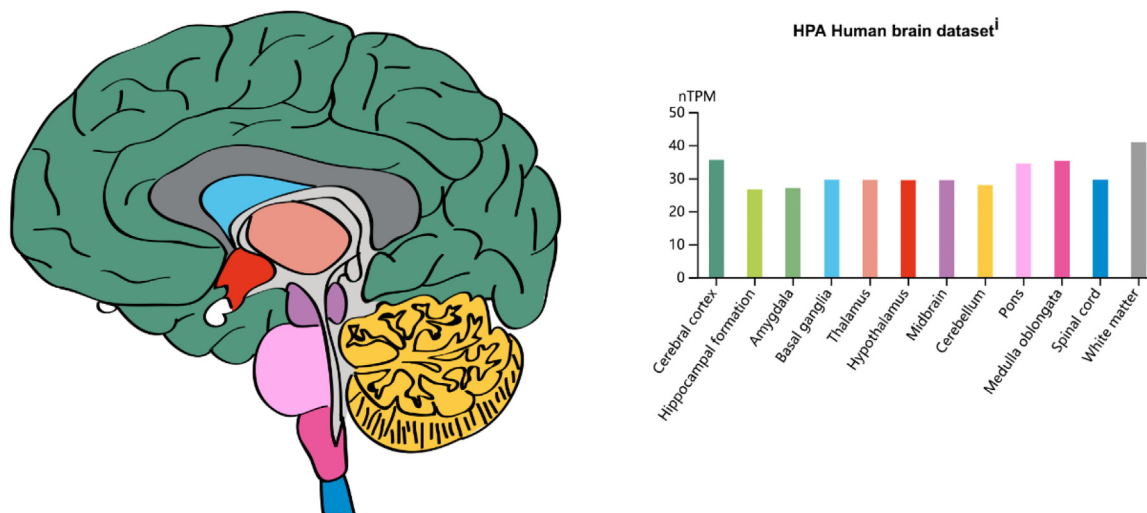 HPA Human brain datasetⁱ
nTPM
50
40
30
20
10
0
Cerebral cortex
Hippocampal formation
Amygdala
Basal ganglia
Thalamus
Hypothalamus
Midbrain
Cerebellum
Pons
Medulla oblongata
Spinal cord
White matter